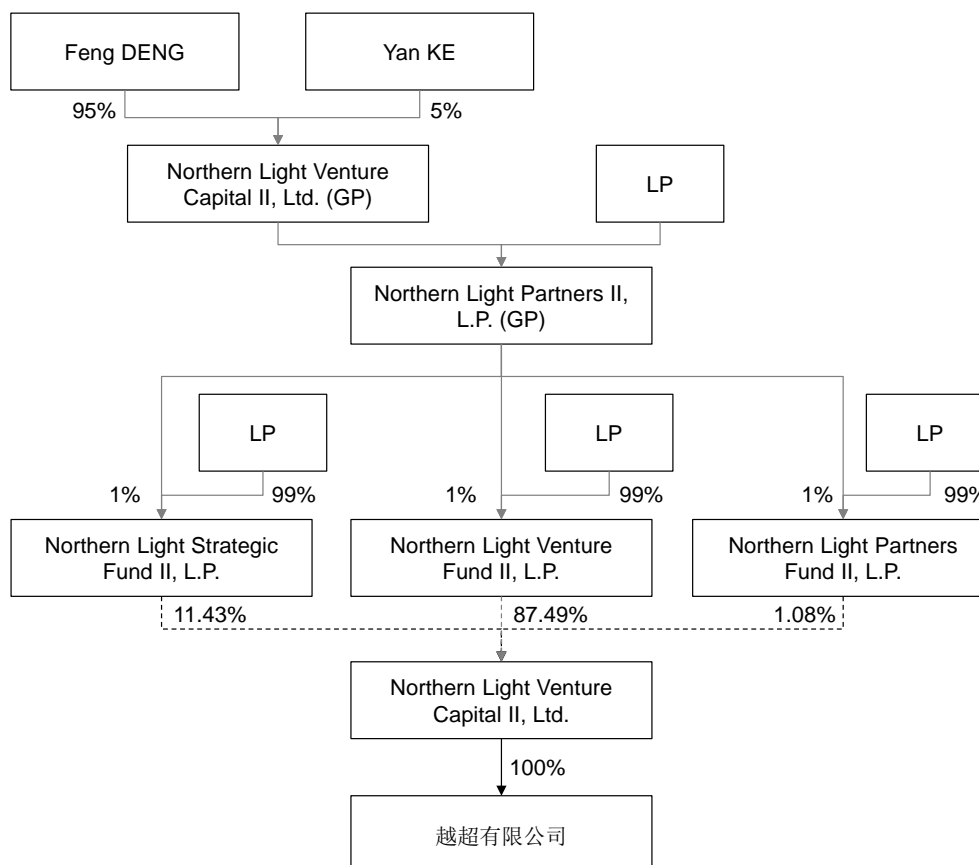 Feng DENG
Yan KE
95%
5%
Northern Light Venture
Capital II, Ltd. (GP)
LP
Northern Light Partners II,
L.P. (GP)
LP
LP
LP
1%
99%
1%
99%
1%
99%
Northern Light Strategic
Fund II, L.P.
Northern Light Venture
Fund II, L.P.
Northern Light Partners
Fund II, L.P.
11.43%
87.49%
1.08%
Northern Light Venture
Capital II, Ltd.
100%
越超有限公司